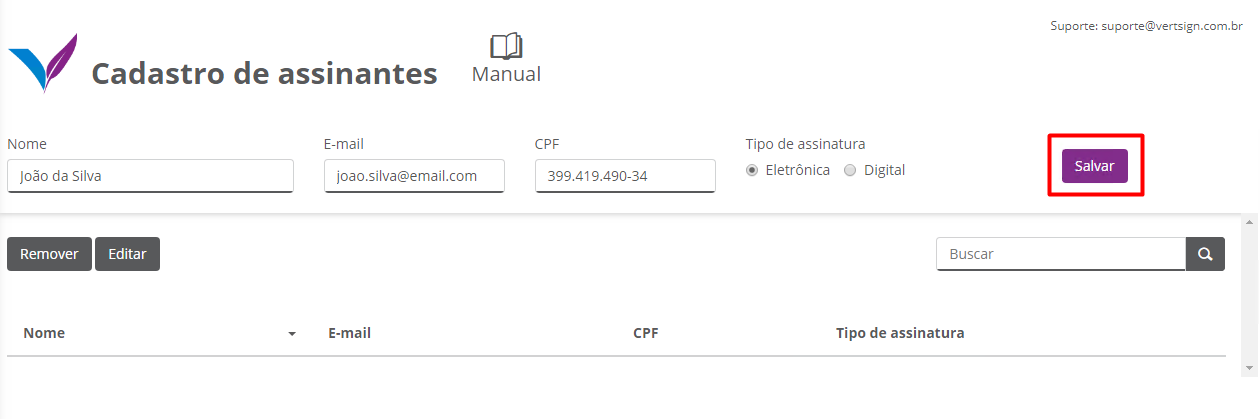 Suporte: suporte@vertsign.com.br
Cadastro de assinantes
Manual
Nome E-mail CPF Tipo de assinatura
João da Silva joao.silva@email.com 399.419.490-34 Eletrônica Digital Salvar
Remover Editar Buscar
Nome E-mail CPF Tipo de assinatura